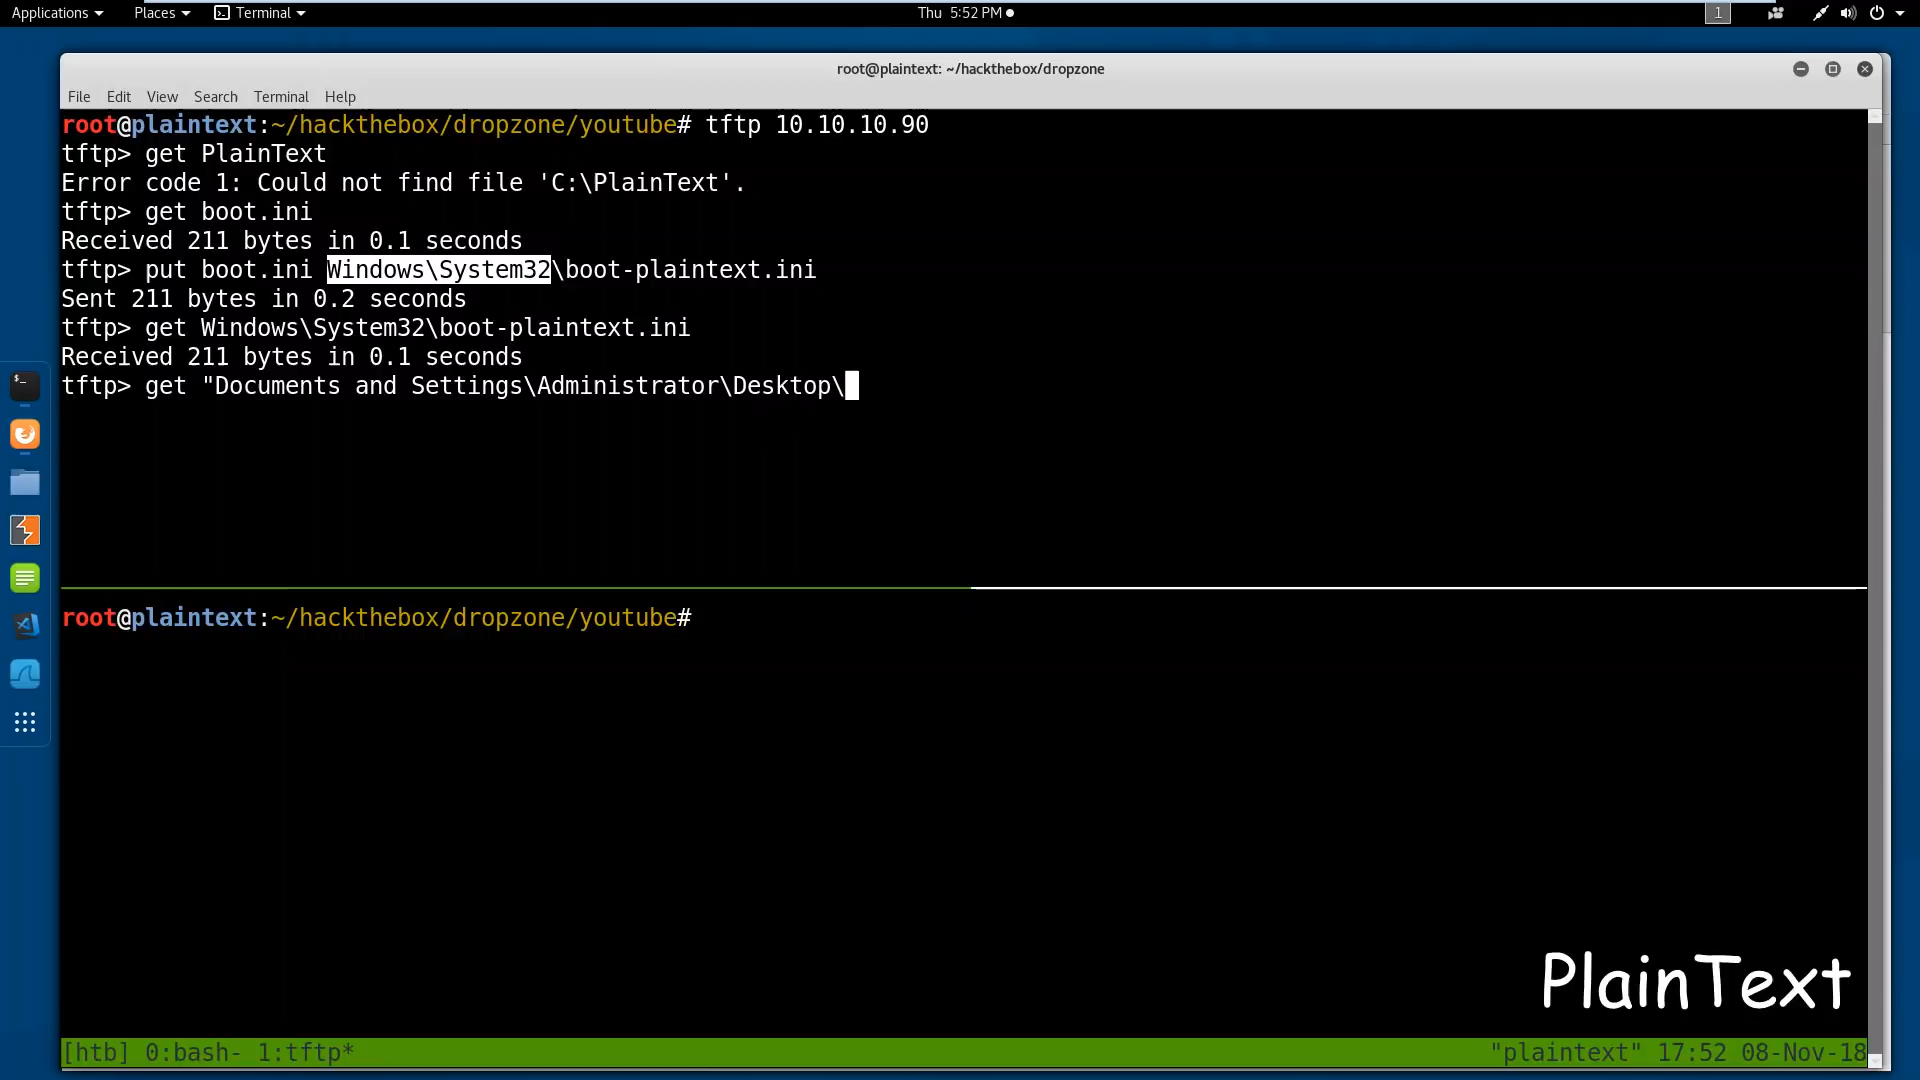 Applications Places Terminal Thu 5:52 PM 1
root@plaintext: ~/hackthebox/dropzone
File Edit View Search Terminal Help
root@plaintext:~/hackthebox/dropzone/youtube# tftp 10.10.10.90
tftp> get PlainText
Error code 1: Could not find file 'C:\PlainText'.
tftp> get boot.ini
Received 211 bytes in 0.1 seconds
tftp> put boot.ini Windows\System32\boot-plaintext.ini
Sent 211 bytes in 0.2 seconds
tftp> get Windows\System32\boot-plaintext.ini
Received 211 bytes in 0.1 seconds
tftp> get "Documents and Settings\Administrator\Desktop\
root@plaintext:~/hackthebox/dropzone/youtube#
PlainText
[htb] 0:bash- 1:tftp* "plaintext" 17:52 08-Nov-18